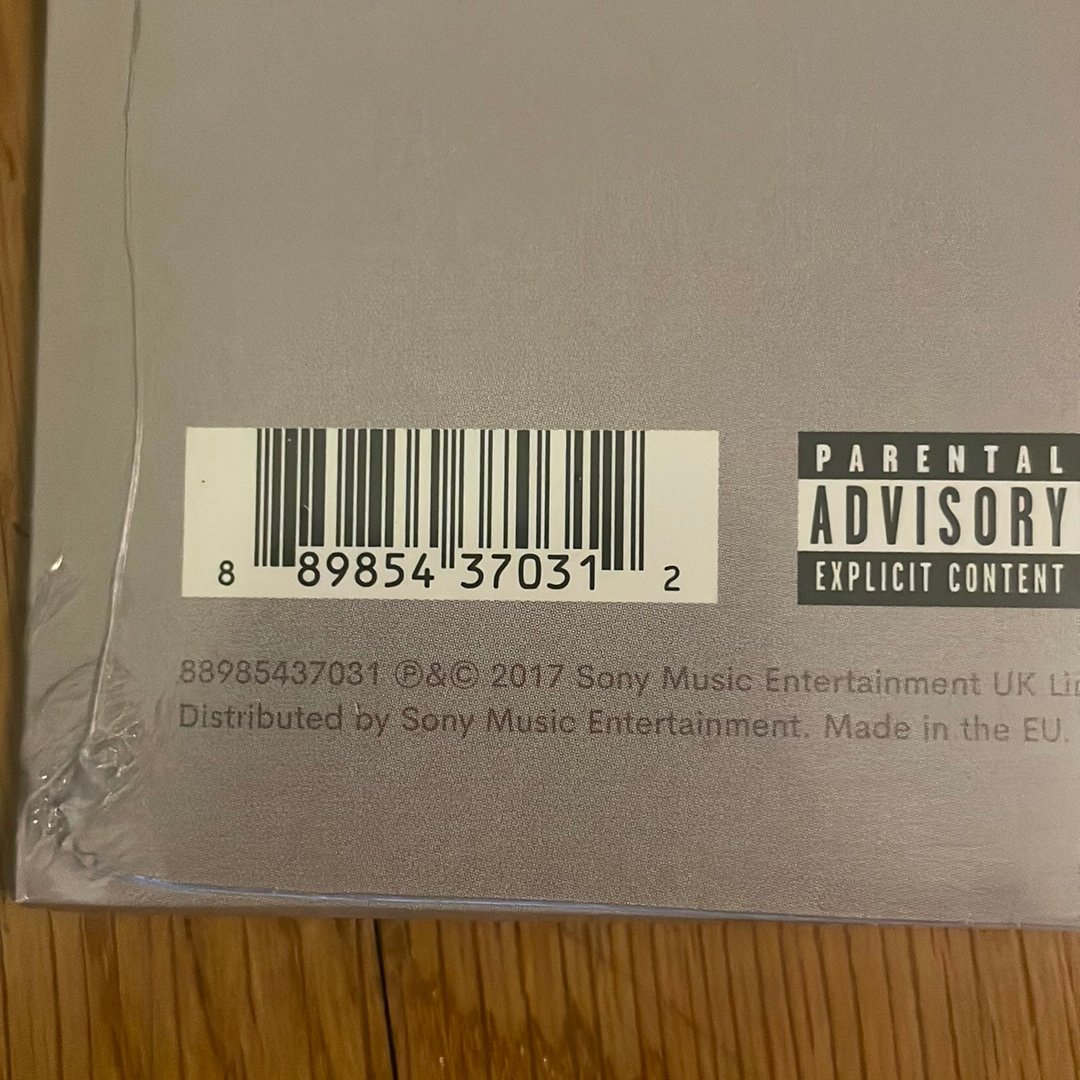 8 89854 37031 2
PARENTAL
ADVISORY
EXPLICIT CONTENT
88985437031 ℗&© 2017 Sony Music Entertainment UK
Distributed by Sony Music Entertainment. Made in the EU.